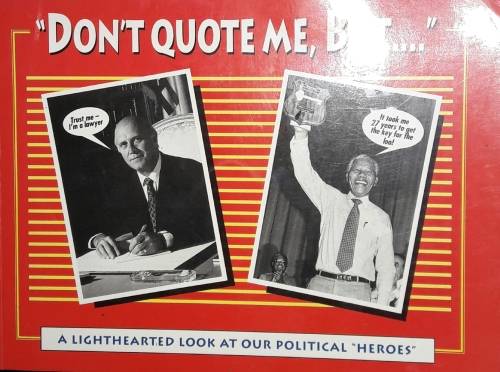 "DON'T QUOTE ME, B T...."
Trust me –
I'm a lawyer
It took me
27 years to get
the key for the
loo!
A LIGHTHEARTED LOOK AT OUR POLITICAL "HEROES"